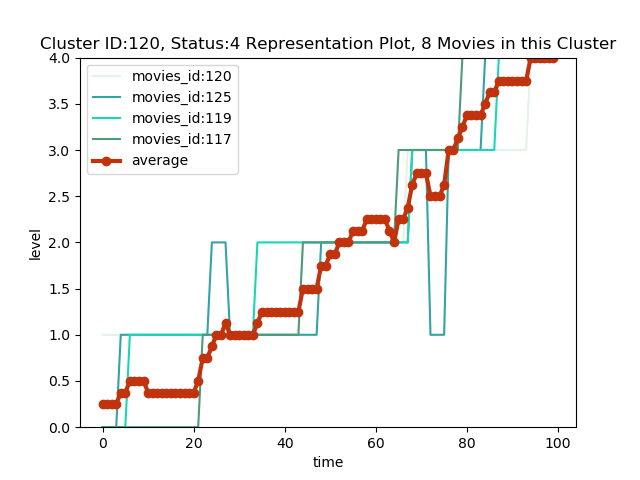 Cluster ID:120, Status:4 Representation Plot, 8 Movies in this Cluster
4.0
3.5
3.0
2.5
2.0
1.5
1.0
0.5
0.0
level
movies_id:120
movies_id:125
movies_id:119
movies_id:117
average
0 20 40 60 80 100
time